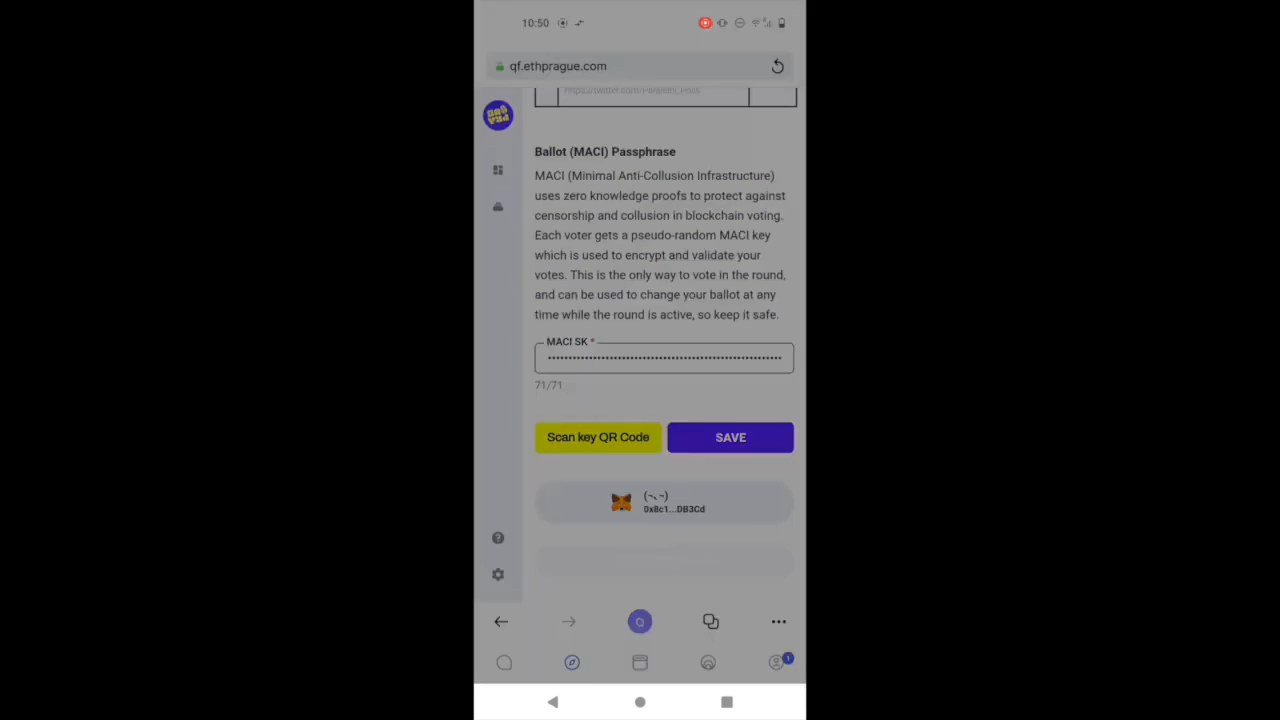 10:50
qf.ethprague.com
Ballot (MACI) Passphrase
MACI (Minimal Anti-Collusion Infrastructure)
uses zero knowledge proofs to protect against
censorship and collusion in blockchain voting.
Each voter gets a pseudo-random MACI key
which is used to encrypt and validate your
votes. This is the only way to vote in the round,
and can be used to change your ballot at any
time while the round is active, so keep it safe.
MACI SK *
71/71
Scan key QR Code
SAVE
0x8c1...DB3Cd
Q
1